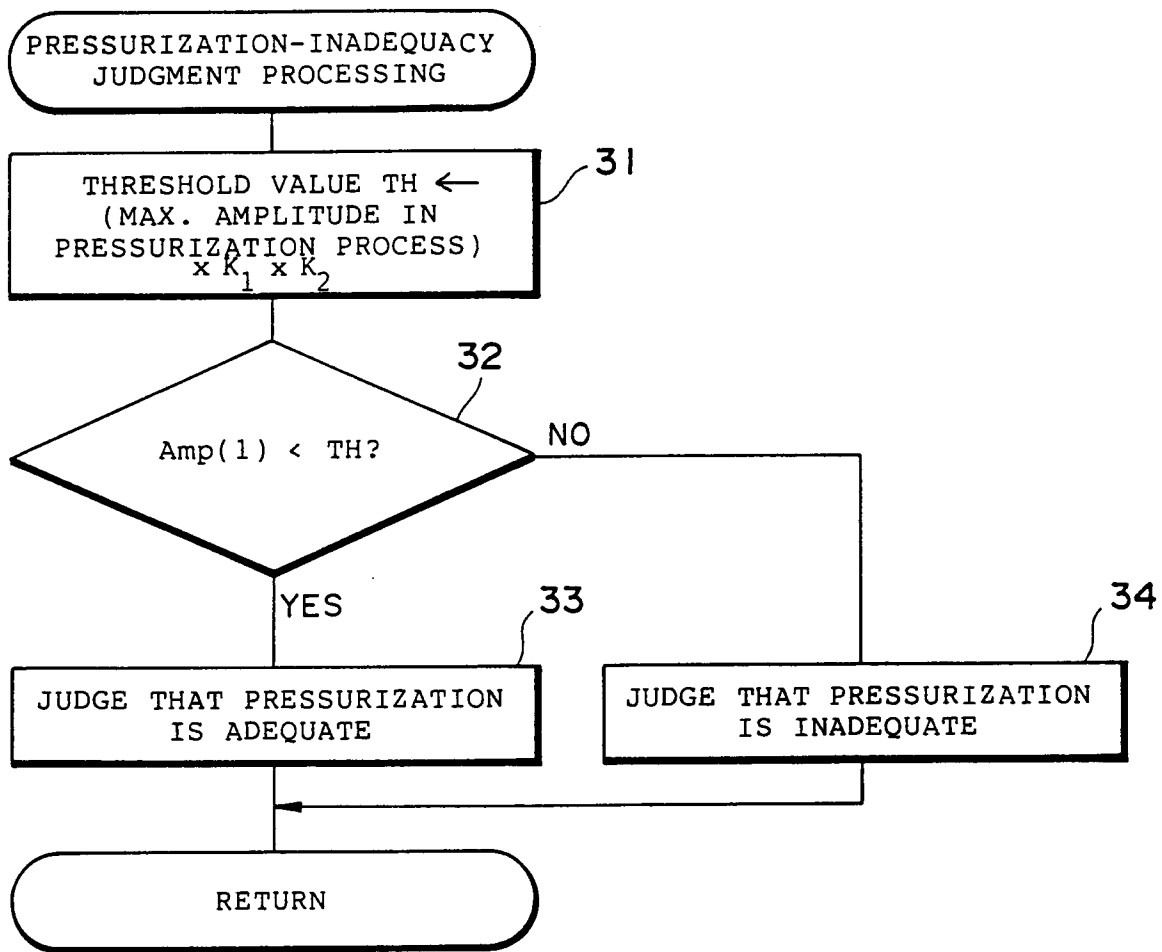 PRESSURIZATION-INADEQUACY
JUDGMENT PROCESSING
31
THRESHOLD VALUE TH ←
(MAX. AMPLITUDE IN
PRESSURIZATION PROCESS)
x K1 x K2
32
Amp(1) < TH?
NO
YES
33
JUDGE THAT PRESSURIZATION
IS ADEQUATE
34
JUDGE THAT PRESSURIZATION
IS INADEQUATE
RETURN